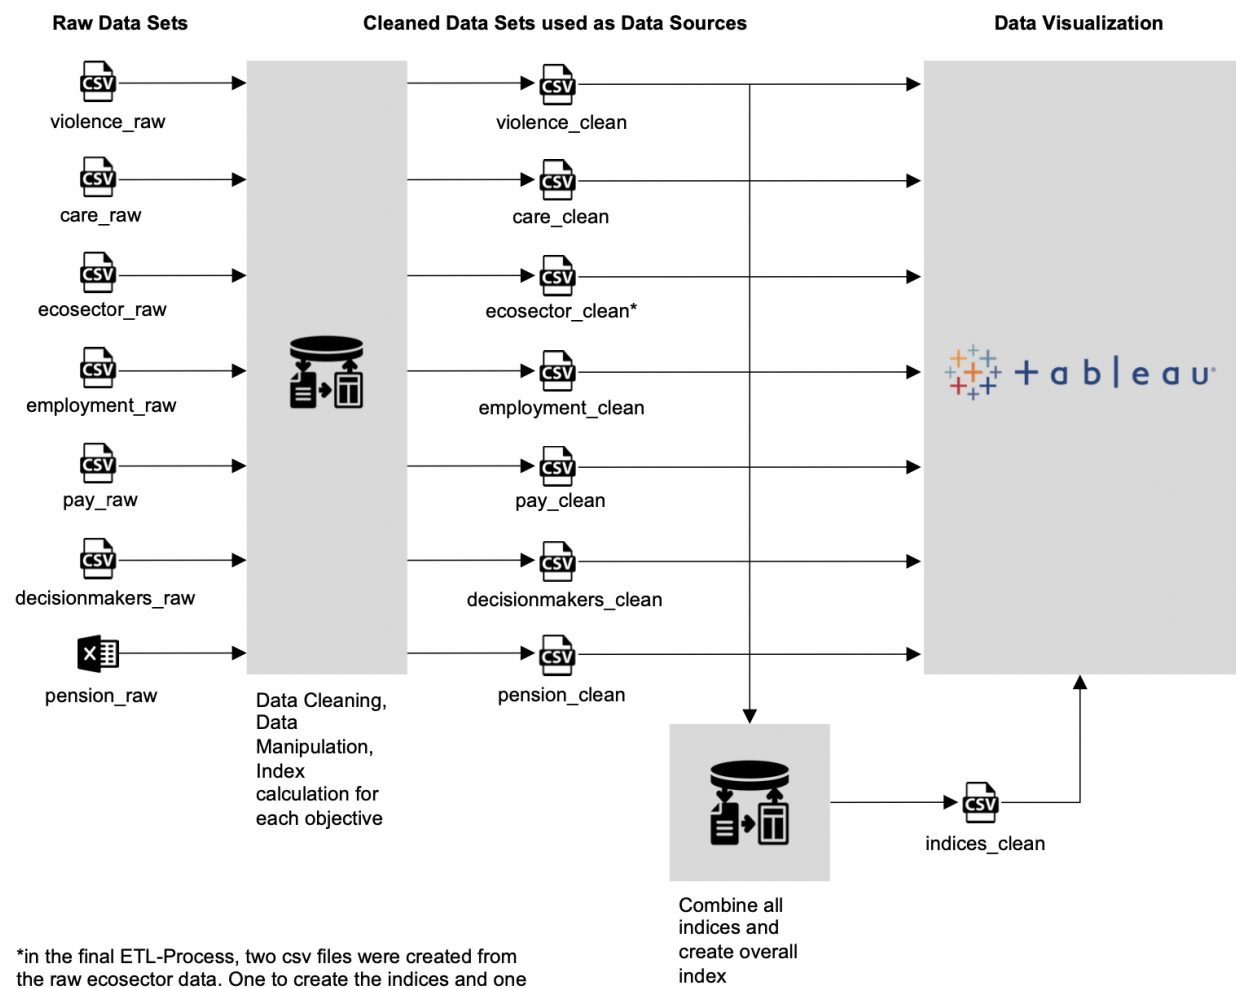 Raw Data Sets
Cleaned Data Sets used as Data Sources
Data Visualization
CSV
violence_raw
CSV
violence_clean
CSV
care_raw
CSV
care_clean
CSV
ecosector_raw
CSV
ecosector_clean*
CSV
employment_raw
CSV
employment_clean
+ a b l e a u
CSV
pay_raw
CSV
pay_clean
CSV
decisionmakers_raw
CSV
decisionmakers_clean
X
pension_raw
CSV
pension_clean
Data Cleaning,
Data
Manipulation,
Index
calculation for
each objective
CSV
indices_clean
Combine all
indices and
create overall
index
*in the final ETL-Process, two csv files were created from
the raw ecosector data. One to create the indices and one